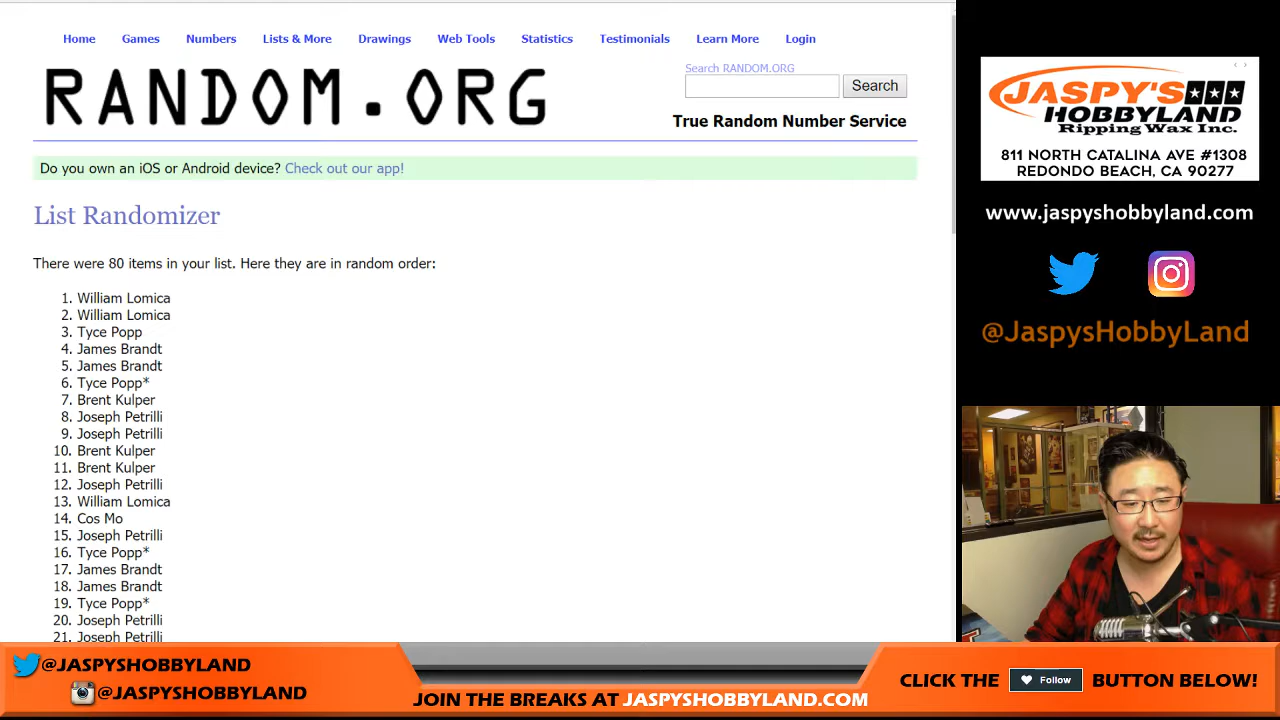 Home Games Numbers Lists & More Drawings Web Tools Statistics Testimonials Learn More Login
RANDOM.ORG
Search RANDOM.ORG
Search
True Random Number Service
Do you own an iOS or Android device? Check out our app!
List Randomizer
There were 80 items in your list. Here they are in random order:
1. William Lomica
2. William Lomica
3. Tyce Popp
4. James Brandt
5. James Brandt
6. Tyce Popp*
7. Brent Kulper
8. Joseph Petrilli
9. Joseph Petrilli
10. Brent Kulper
11. Brent Kulper
12. Joseph Petrilli
13. William Lomica
14. Cos Mo
15. Joseph Petrilli
16. Tyce Popp*
17. James Brandt
18. James Brandt
19. Tyce Popp*
20. Joseph Petrilli
21. Joseph Petrilli
JASPY'S
HOBBYLAND
Ripping Wax Inc.
811 NORTH CATALINA AVE #1308
REDONDO BEACH, CA 90277
www.jaspyshobbyland.com
@JaspysHobbyLand
@JASPYSHOBBYLAND
@JASPYSHOBBYLAND
JOIN THE BREAKS AT JASPYSHOBBYLAND.COM
CLICK THE Follow BUTTON BELOW!